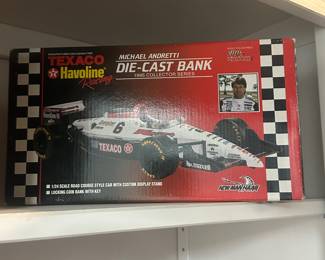 TEXACO
Havoline
Racing
MICHAEL ANDRETTI
DIE-CAST BANK
1995 COLLECTOR SERIES
6
TEXACO
1/24 SCALE ROAD COURSE STYLE CAR WITH CUSTOM DISPLAY STAND
LOCKING COIN BANK WITH KEY
NEWMAN HAAS